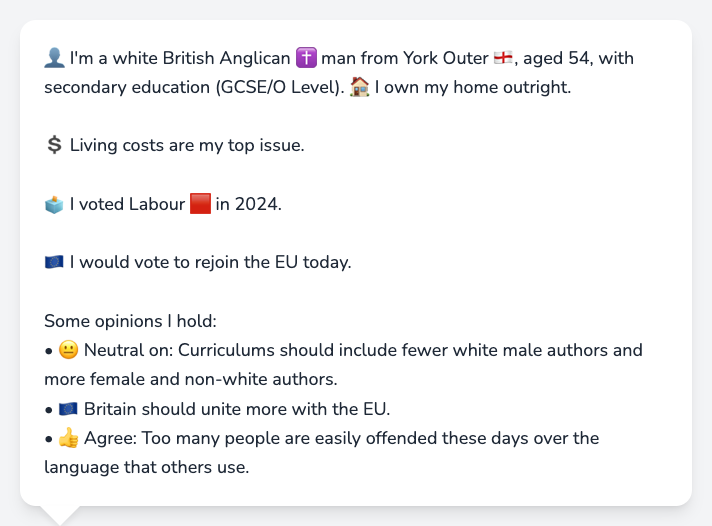 👤 I'm a white British Anglican ✝️ man from York Outer 🏴󠁧󠁢󠁥󠁮󠁧󠁿, aged 54, with
secondary education (GCSE/O Level). 🏠 I own my home outright.
💲 Living costs are my top issue.
🗳️ I voted Labour 🟥 in 2024.
🇪🇺 I would vote to rejoin the EU today.
Some opinions I hold:
• 😐 Neutral on: Curriculums should include fewer white male authors and
more female and non-white authors.
• 🇪🇺 Britain should unite more with the EU.
• 👍 Agree: Too many people are easily offended these days over the
language that others use.